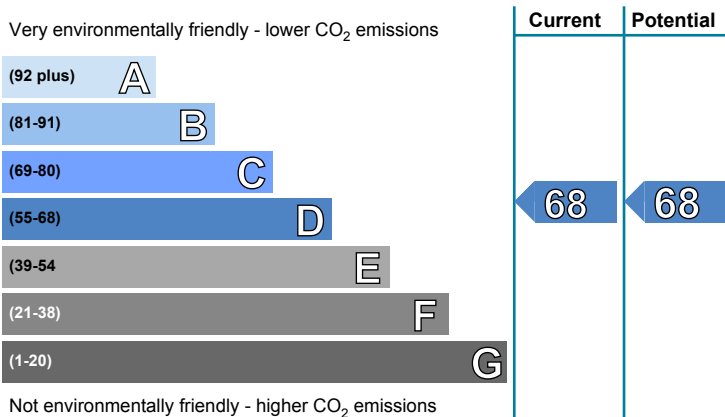 Very environmentally friendly - lower CO₂ emissions
Current
Potential
(92 plus) A
(81-91) B
(69-80) C
(55-68) D
(39-54 E
(21-38) F
(1-20) G
68
68
Not environmentally friendly - higher CO₂ emissions